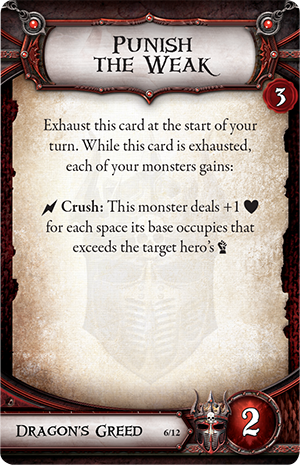 PUNISH
THE WEAK
3
Exhaust this card at the start of your
turn. While this card is exhausted,
each of your monsters gains:
Crush: This monster deals +1
for each space its base occupies that
exceeds the target hero's
DRAGON'S GREED 6/12 2